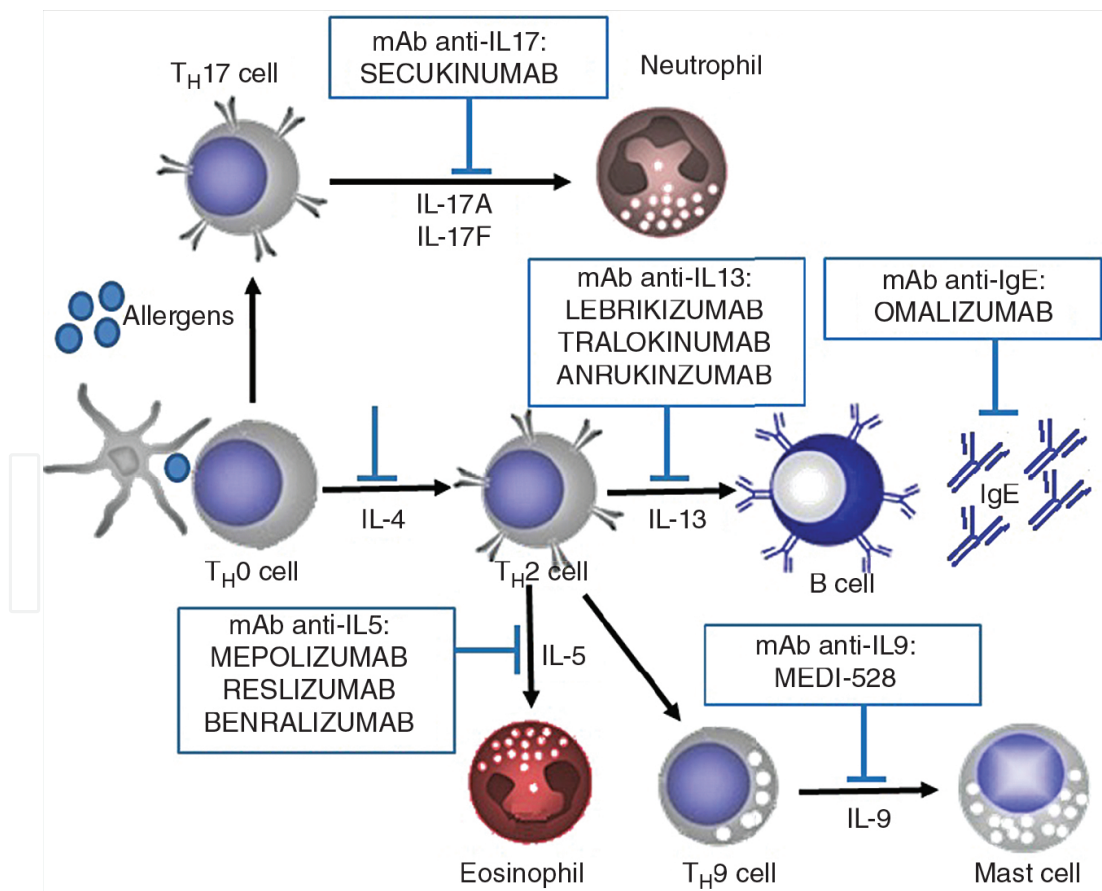 mAb anti-IL17:
SECUKINUMAB
Neutrophil
TH17 cell
IL-17A
IL-17F
Allergens
mAb anti-IL13:
LEBRIKIZUMAB
TRALOKINUMAB
ANRUKINZUMAB
mAb anti-IgE:
OMALIZUMAB
IL-4
IL-13
IgE
TH0 cell
TH2 cell
B cell
mAb anti-IL5:
MEPOLIZUMAB
RESLIZUMAB
BENRALIZUMAB
IL-5
mAb anti-IL9:
MEDI-528
IL-9
Eosinophil
TH9 cell
Mast cell